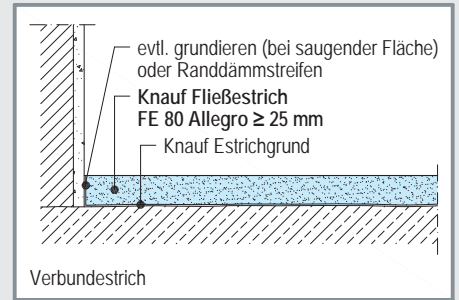 evtl. grundieren (bei saugender Fläche)
oder Randdämmstreifen
Knauf Fließestrich
FE 80 Allegro ≥ 25 mm
Knauf Estrichgrund
Verbundestrich